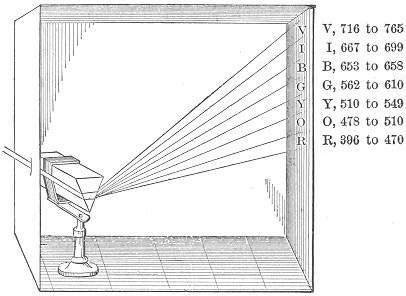 V
I
B
G
Y
O
R
V, 716 to 765
I, 667 to 699
B, 653 to 658
G, 562 to 610
Y, 510 to 549
O, 478 to 510
R, 396 to 470